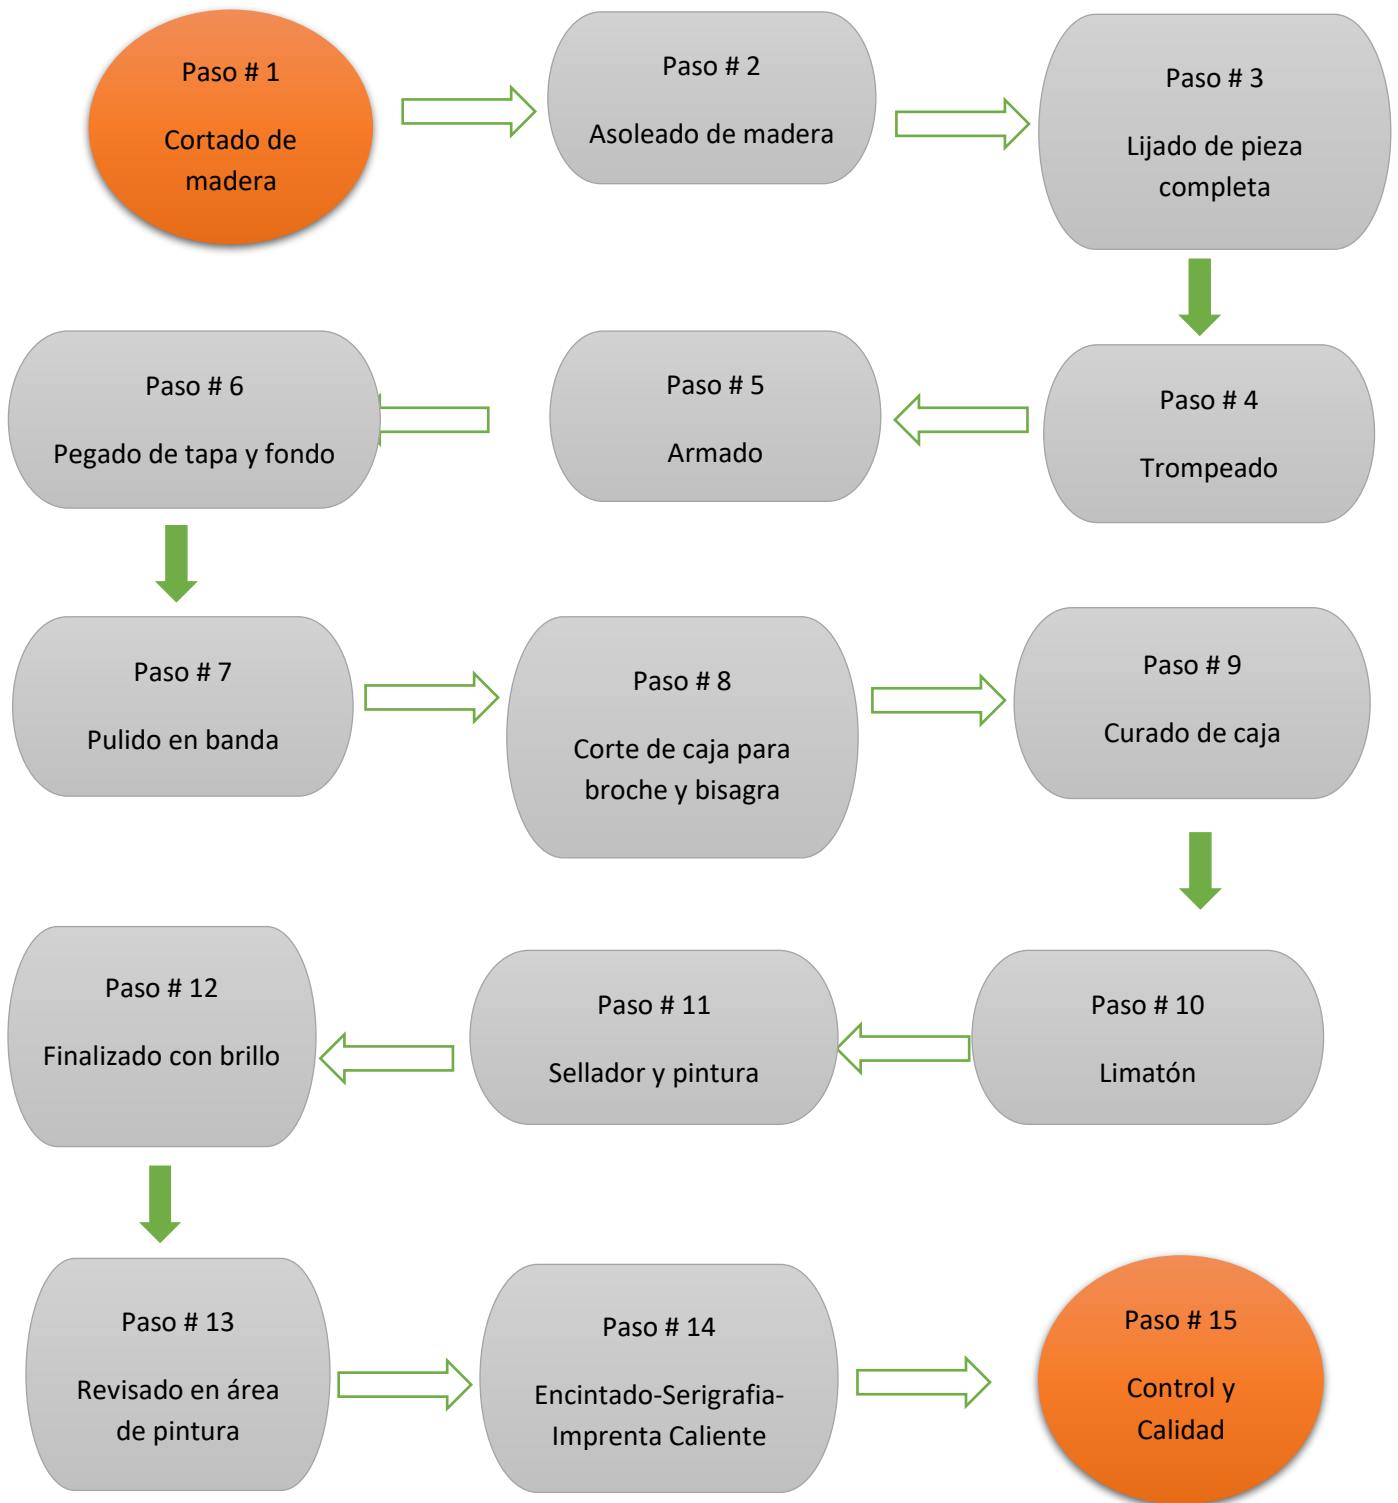 Paso # 1
Cortado de
madera
Paso # 2
Asoleado de madera
Paso # 3
Lijado de pieza
completa
Paso # 4
Trompeado
Paso # 5
Armado
Paso # 6
Pegado de tapa y fondo
Paso # 7
Pulido en banda
Paso # 8
Corte de caja para
broche y bisagra
Paso # 9
Curado de caja
Paso # 10
Limatón
Paso # 11
Sellador y pintura
Paso # 12
Finalizado con brillo
Paso # 13
Revisado en área
de pintura
Paso # 14
Encintado-Serigrafia-
Imprenta Caliente
Paso # 15
Control y
Calidad